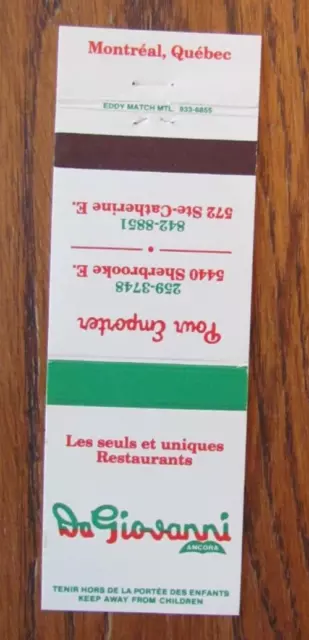 Montréal, Québec
EDDY MATCH MTL. 933-6855
Pour Emporter
259-3748
5440 Sherbrooke E.
842-8851
572 Ste-Catherine E.
Les seuls et uniques
Restaurants
Da Giovanni
ANCORA
TENIR HORS DE LA PORTÉE DES ENFANTS
KEEP AWAY FROM CHILDREN